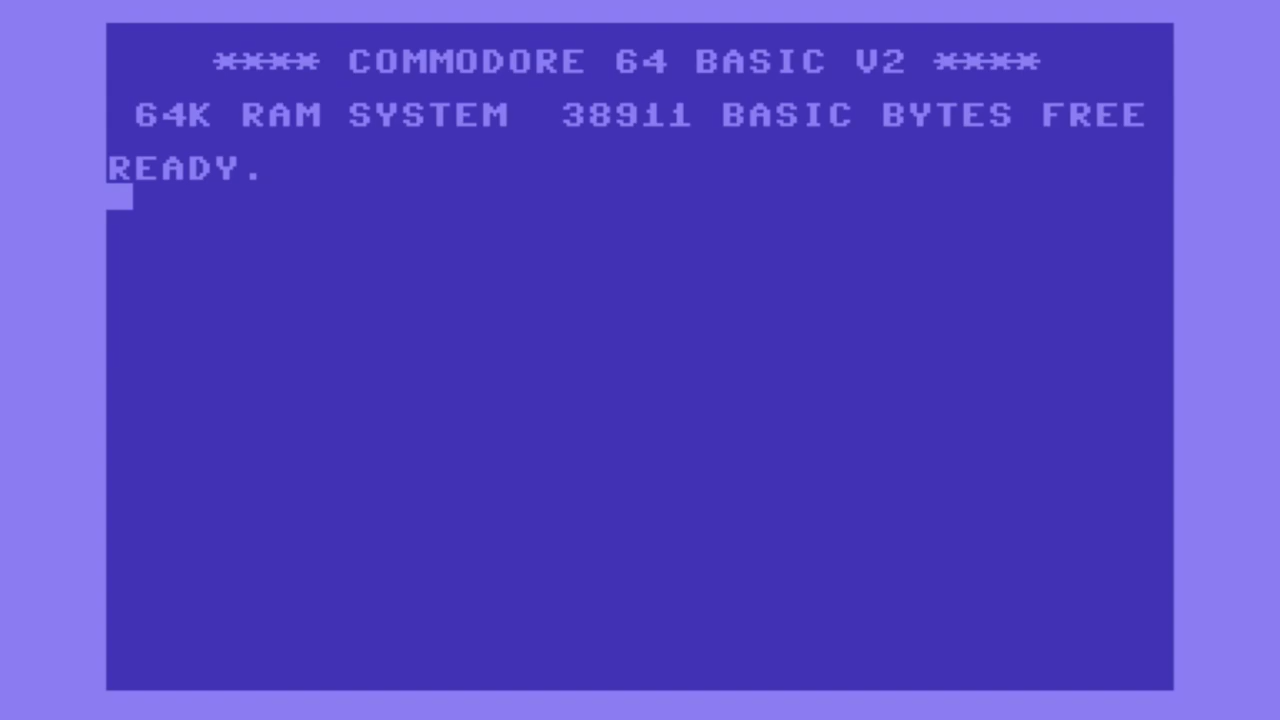 **** COMMODORE 64 BASIC V2 ****
64K RAM SYSTEM  38911 BASIC BYTES FREE
READY.